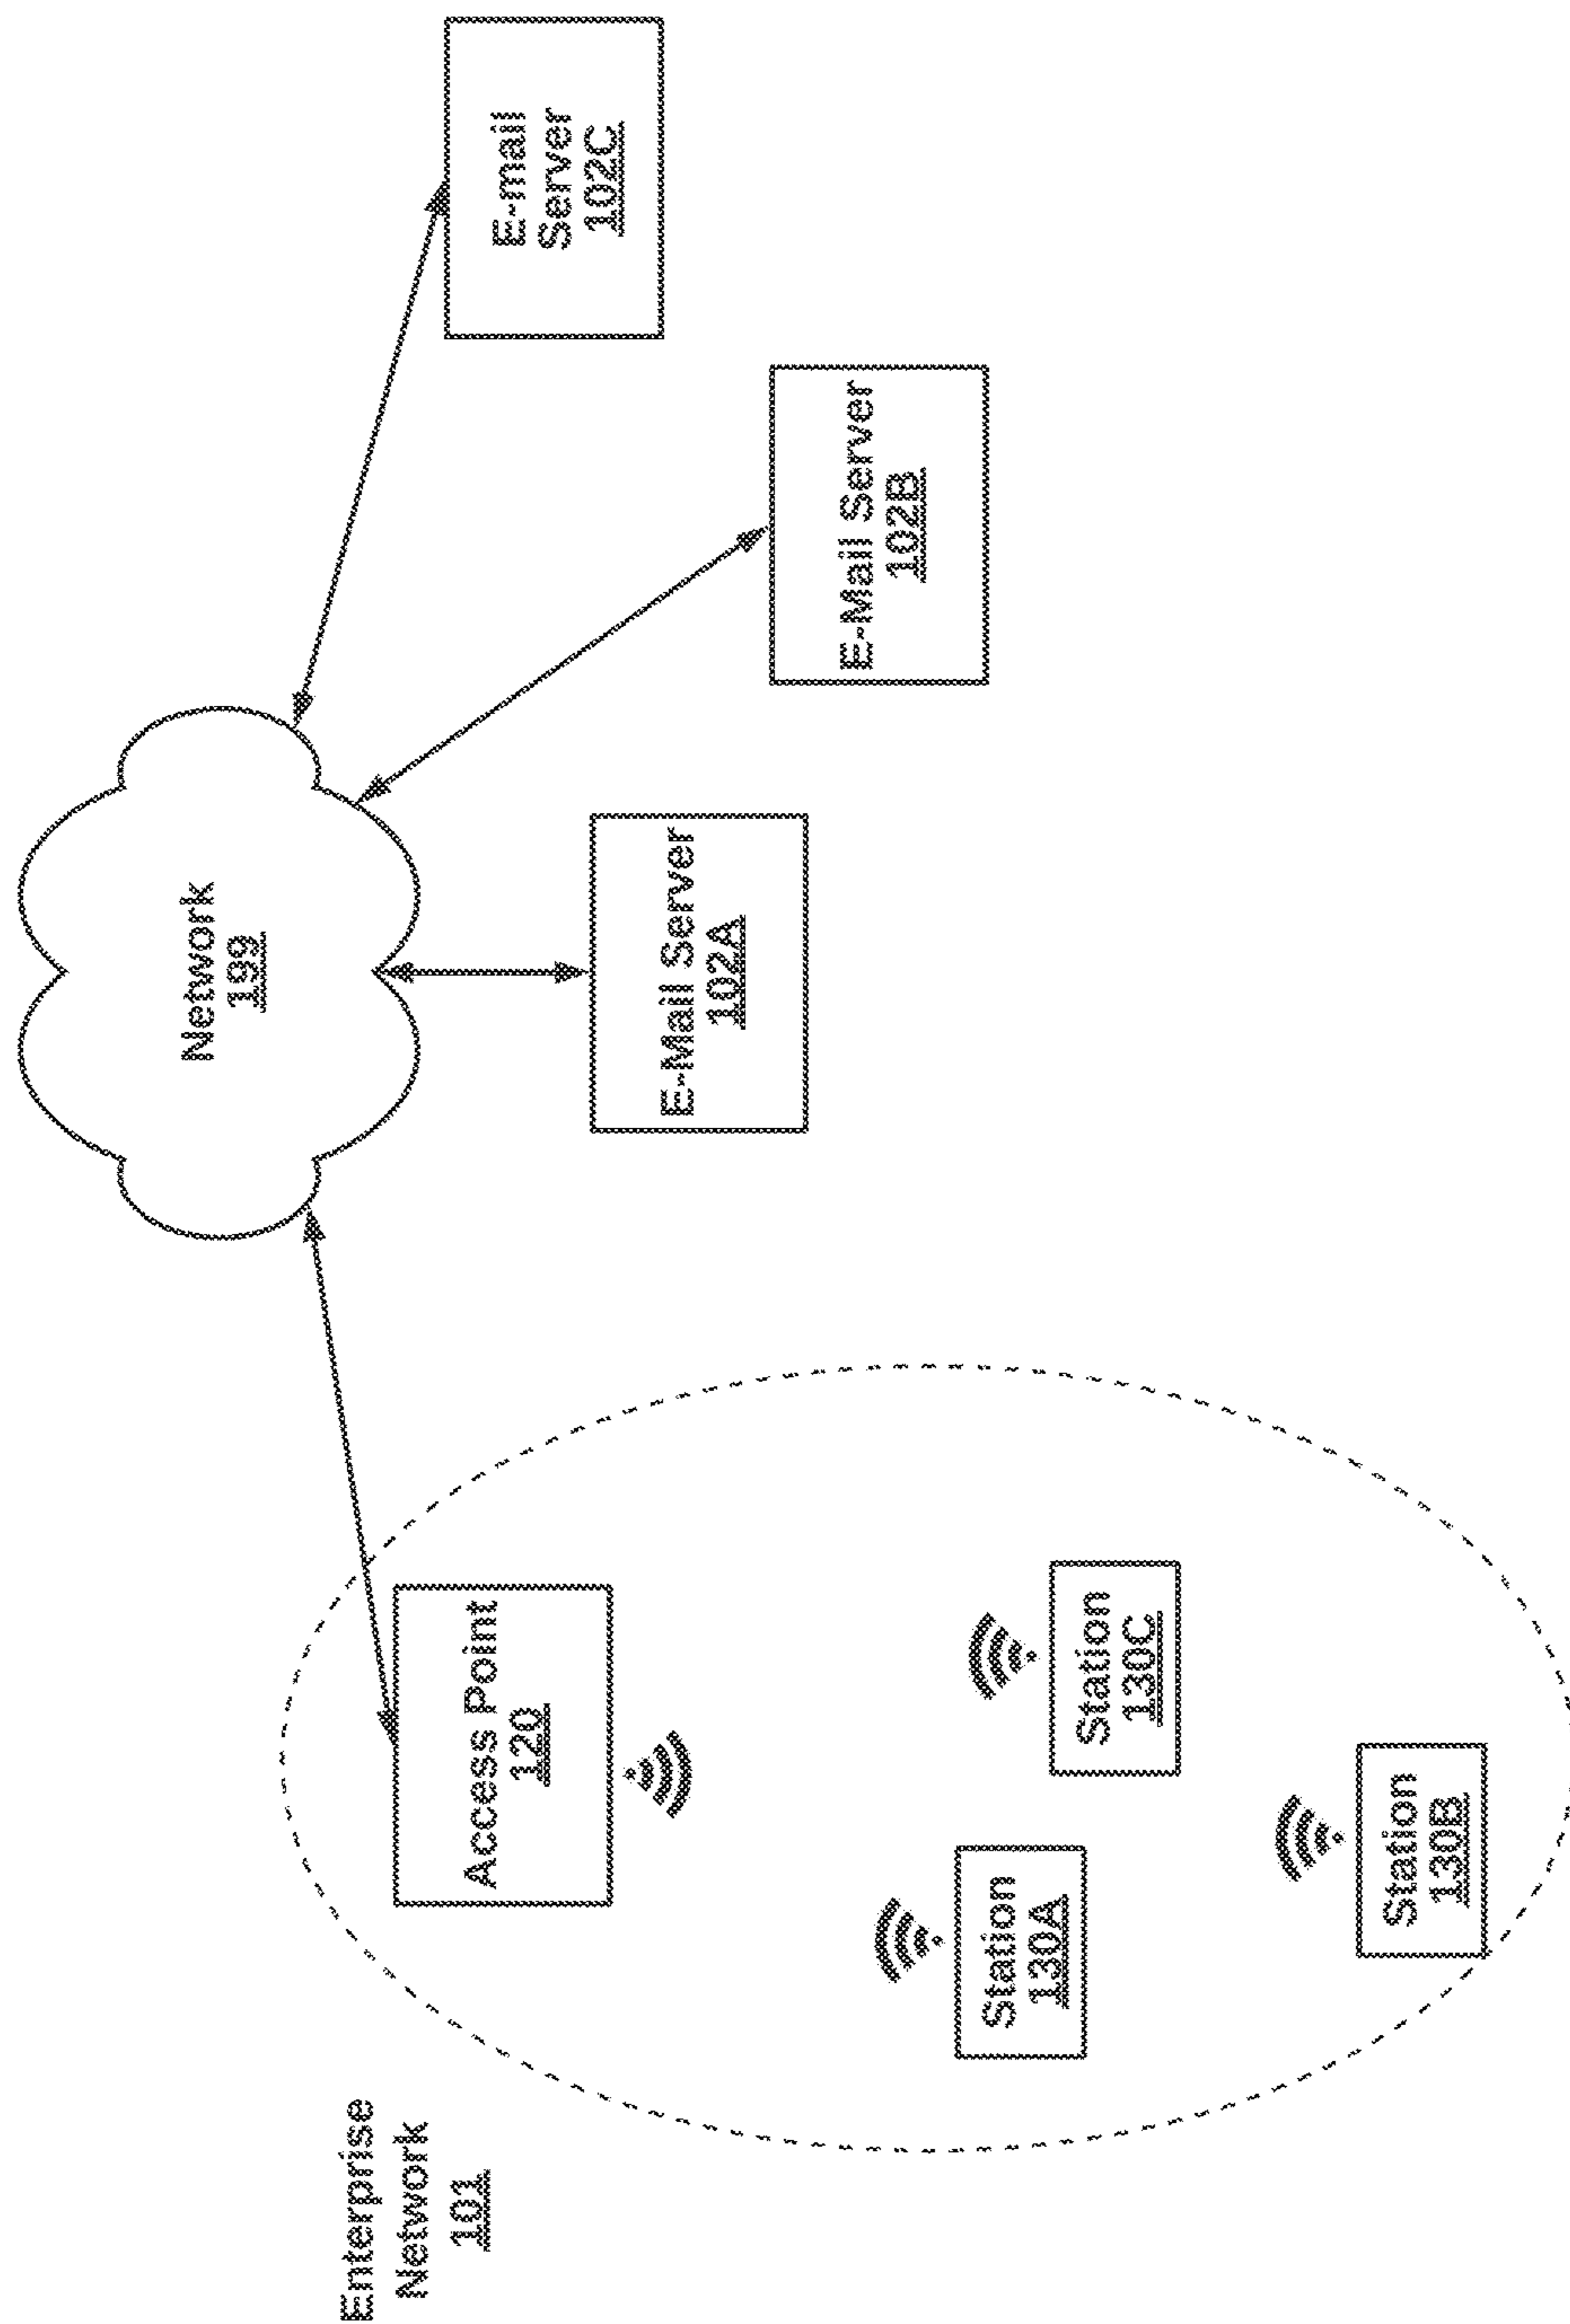 Network
199
E-mail
Server
102C
E-Mail Server
102B
E-Mail Server
102A
Enterprise
Network
101
Access Point
120
Station
130A
Station
130C
Station
130B